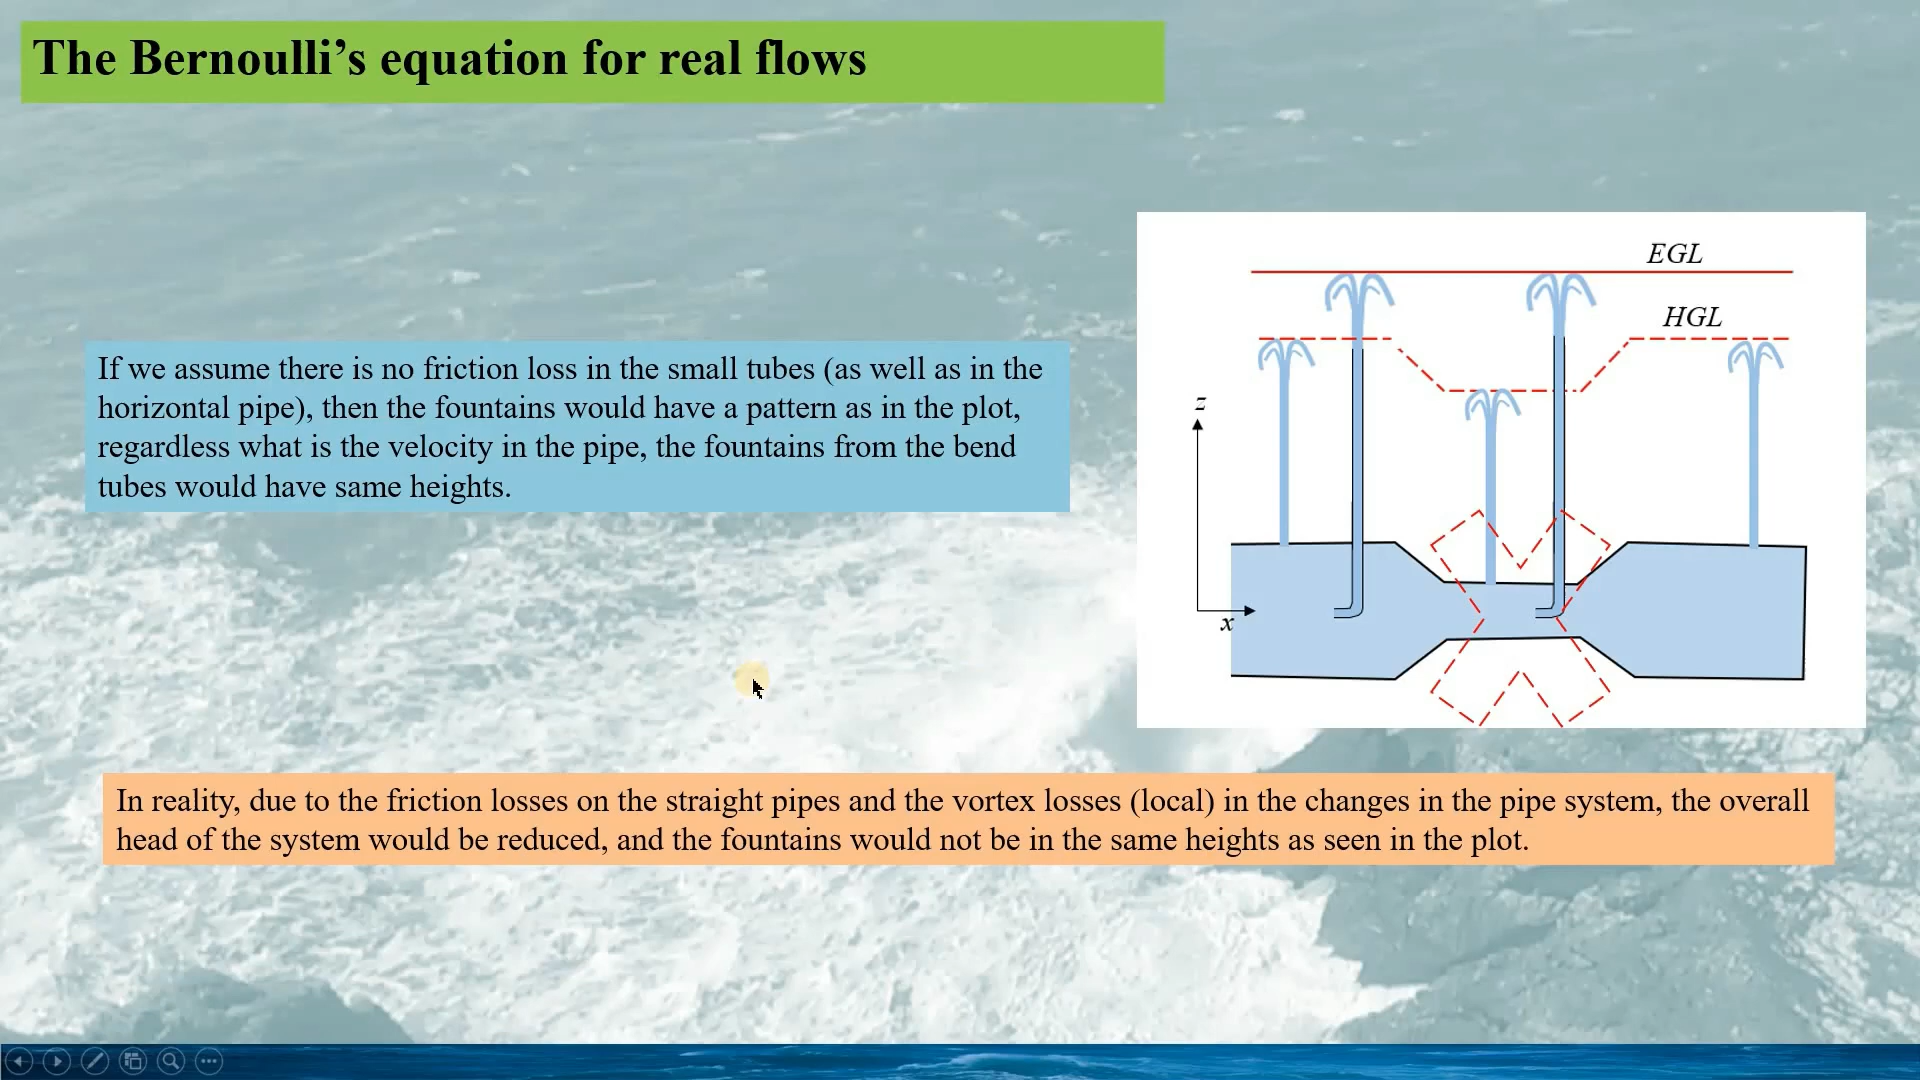 The Bernoulli’s equation for real flows
If we assume there is no friction loss in the small tubes (as well as in the
horizontal pipe), then the fountains would have a pattern as in the plot,
regardless what is the velocity in the pipe, the fountains from the bend
tubes would have same heights.
EGL
HGL
z
x
In reality, due to the friction losses on the straight pipes and the vortex losses (local) in the changes in the pipe system, the overall
head of the system would be reduced, and the fountains would not be in the same heights as seen in the plot.